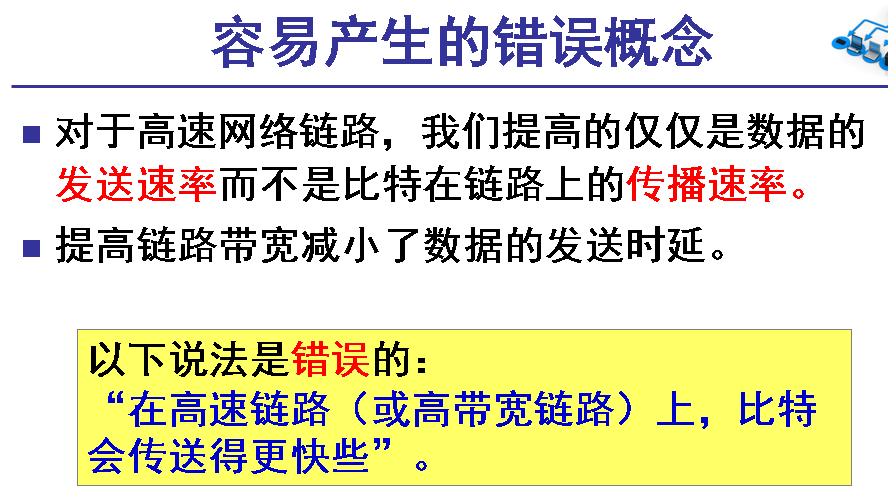 容易产生的错误概念
对于高速网络链路，我们提高的仅仅是数据的
发送速率而不是比特在链路上的传播速率。
提高链路带宽减小了数据的发送时延。
以下说法是错误的：
“在高速链路（或高带宽链路）上，比特
会传送得更快些”。